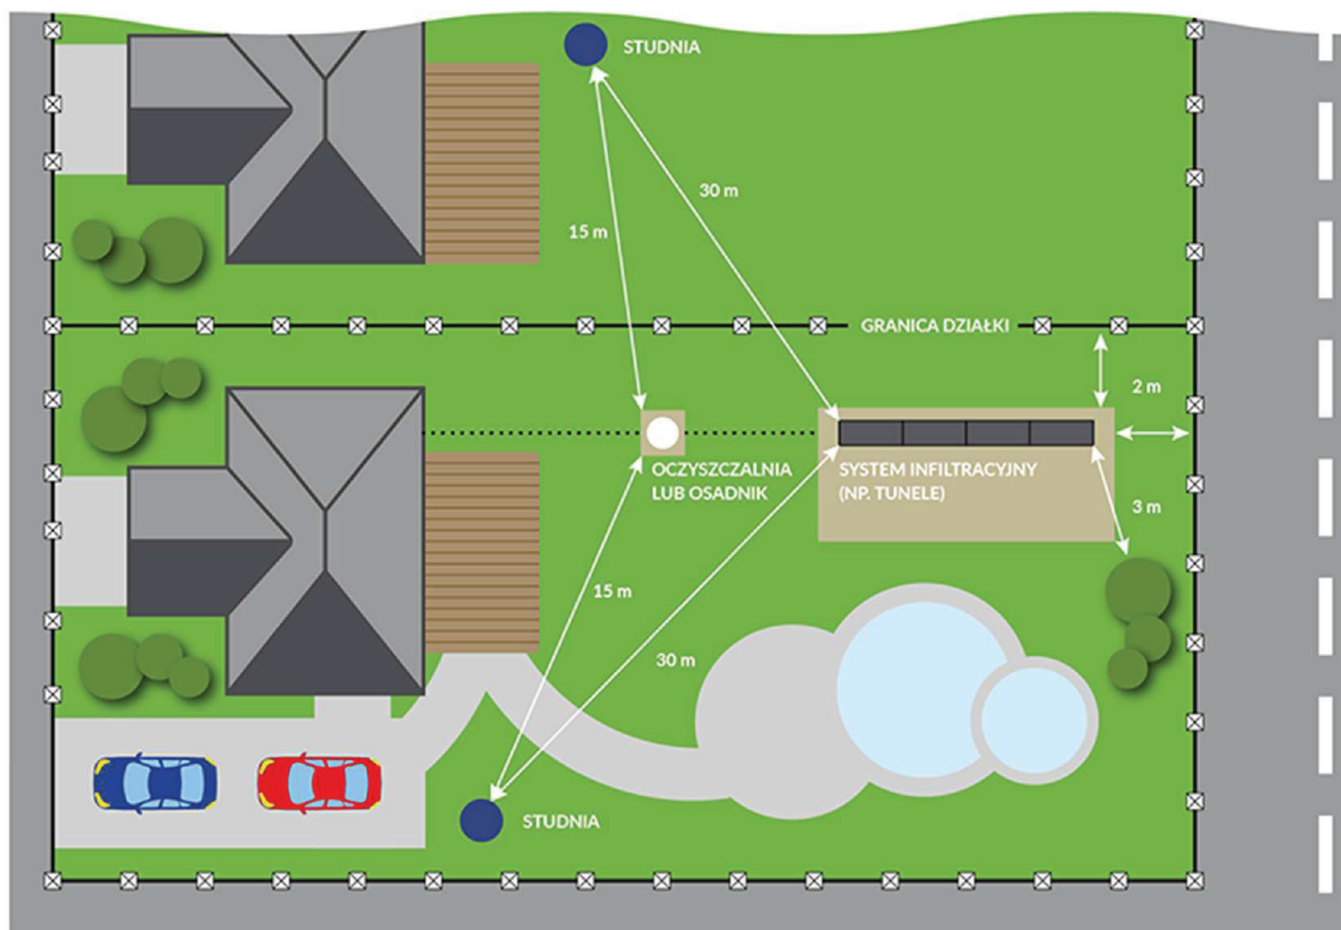 STUDNIA
30 m
15 m
GRANICA DZIAŁKI
2 m
OCZYSZCZALNIA
LUB OSADNIK
SYSTEM INFILTRACYJNY
(NP. TUNELE)
3 m
15 m
30 m
STUDNIA